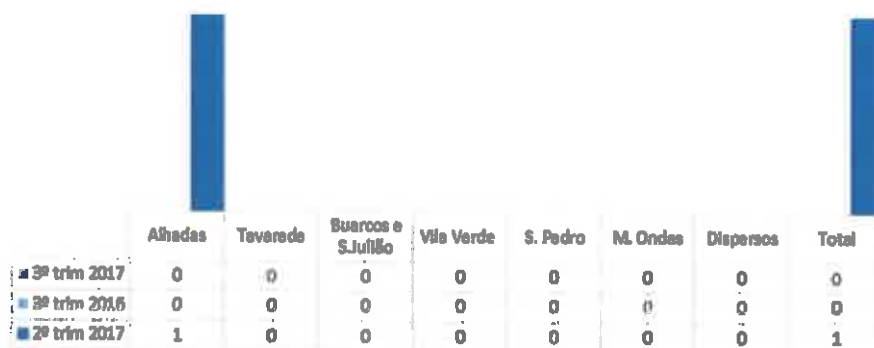 Alhadas Tavarede Buarcos e S.Julião Vila Verde S. Pedro M. Ondas Dispersos Total
3º trim 2017 0 0 0 0 0 0 0 0
3º trim 2016 0 0 0 0 0 0 0 0
2º trim 2017 1 0 0 0 0 0 0 1